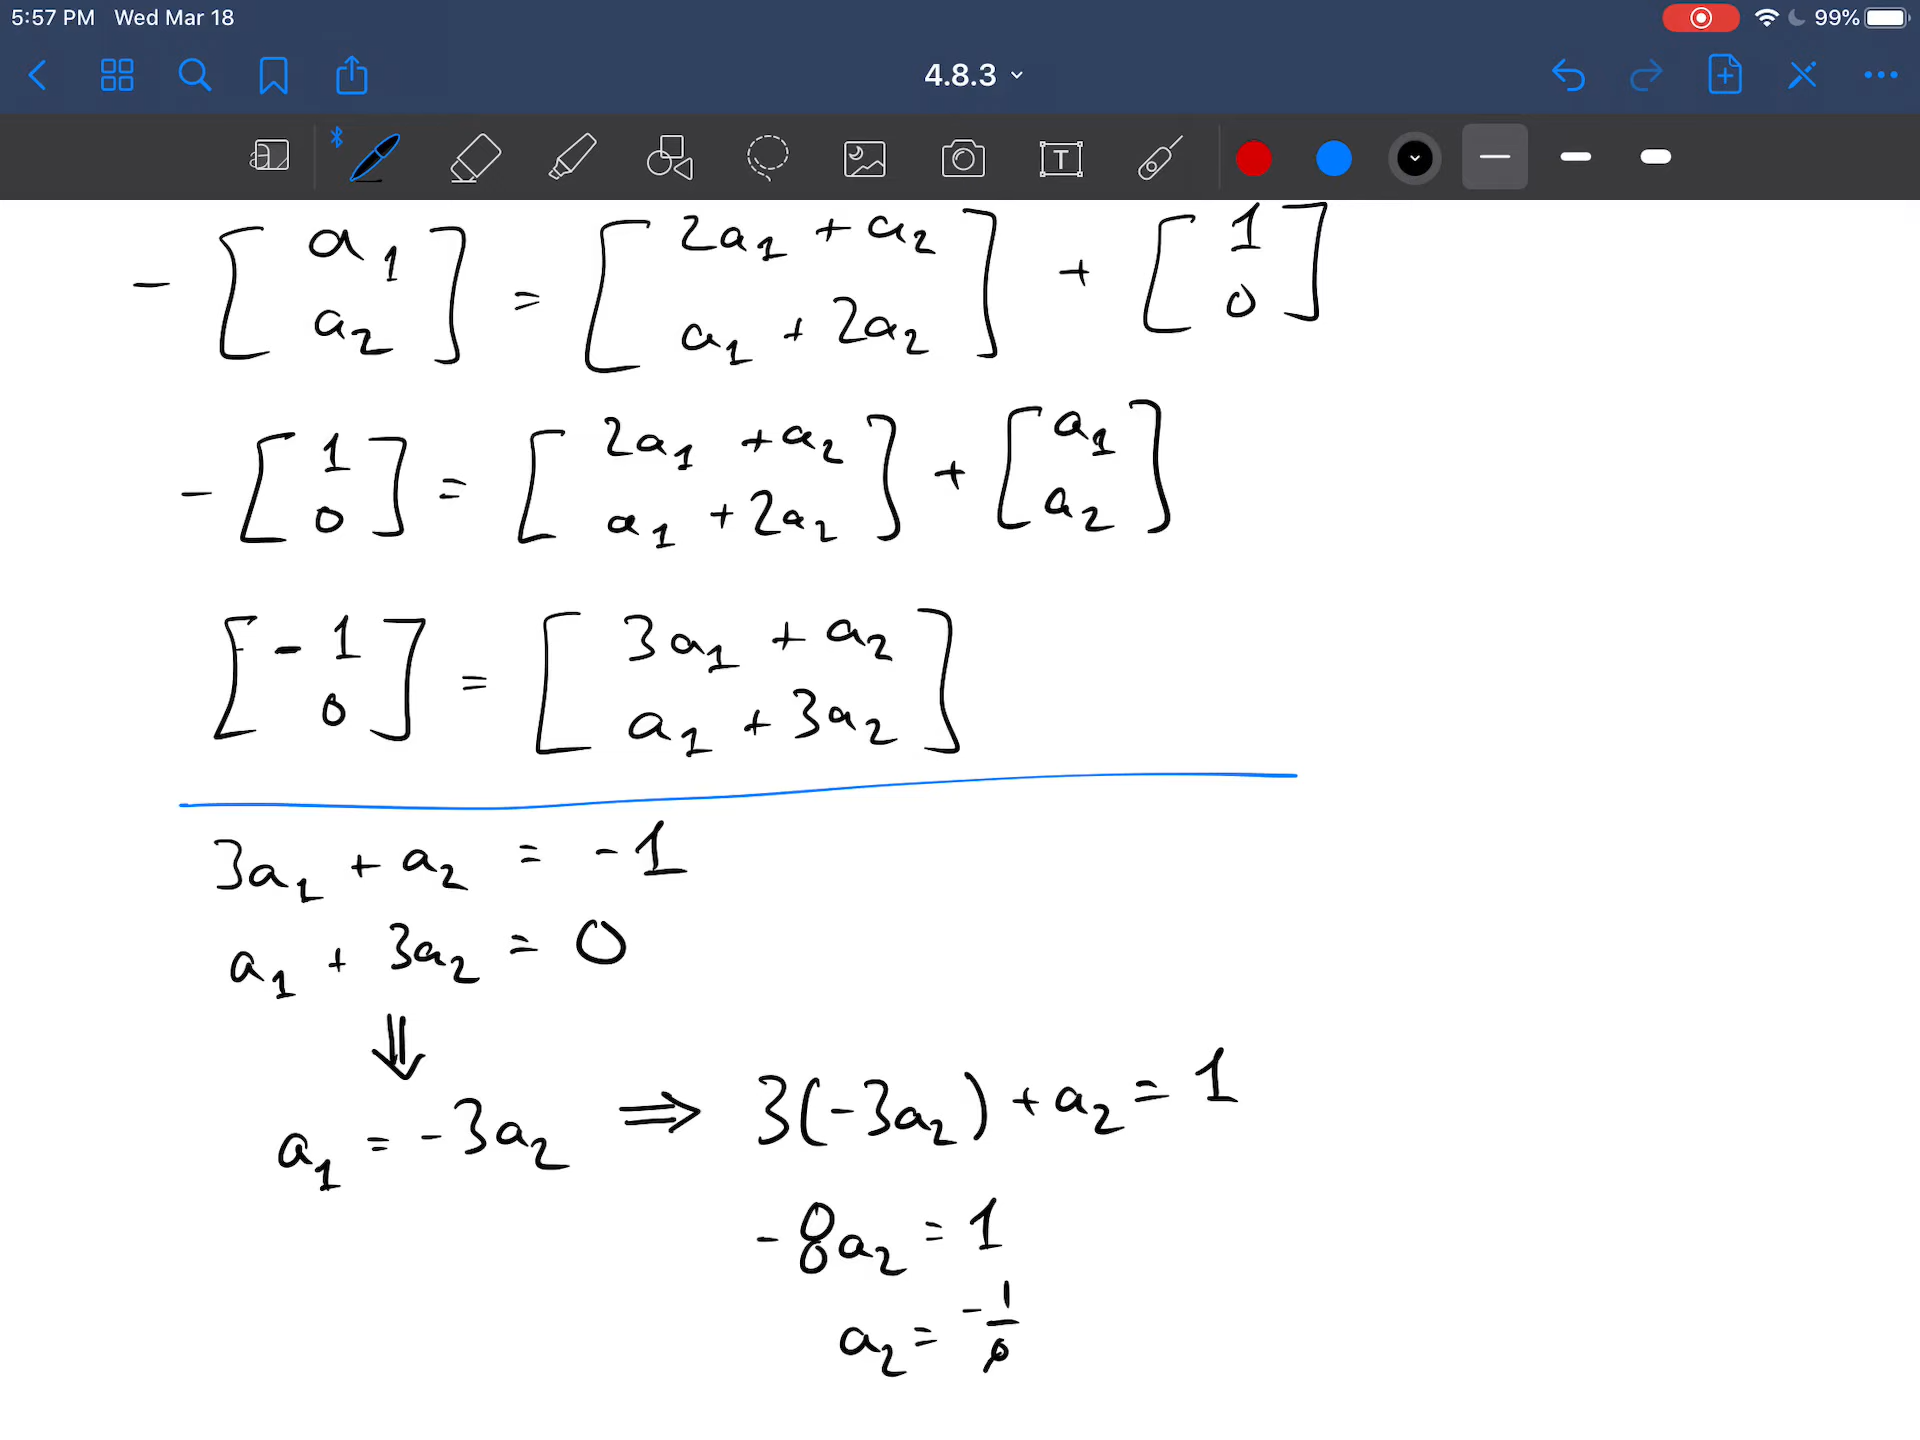 5:57 PM Wed Mar 18 99%
4.8.3
T
- [ a1 ] = [ 2a1 + a2 ] + [ 1 ]
[ a2 ] [ a1 + 2a2 ] [ 0 ]
- [ 1 ] = [ 2a1 + a2 ] + [ a1 ]
[ 0 ] [ a1 + 2a2 ] [ a2 ]
[ -1 ] = [ 3a1 + a2 ]
[ 0 ] [ a1 + 3a2 ]
3a1 + a2 = -1
a1 + 3a2 = 0
⇓
a1 = -3a2 ⇒ 3(-3a2) + a2 = 1
-8a2 = 1
a2 = -1/